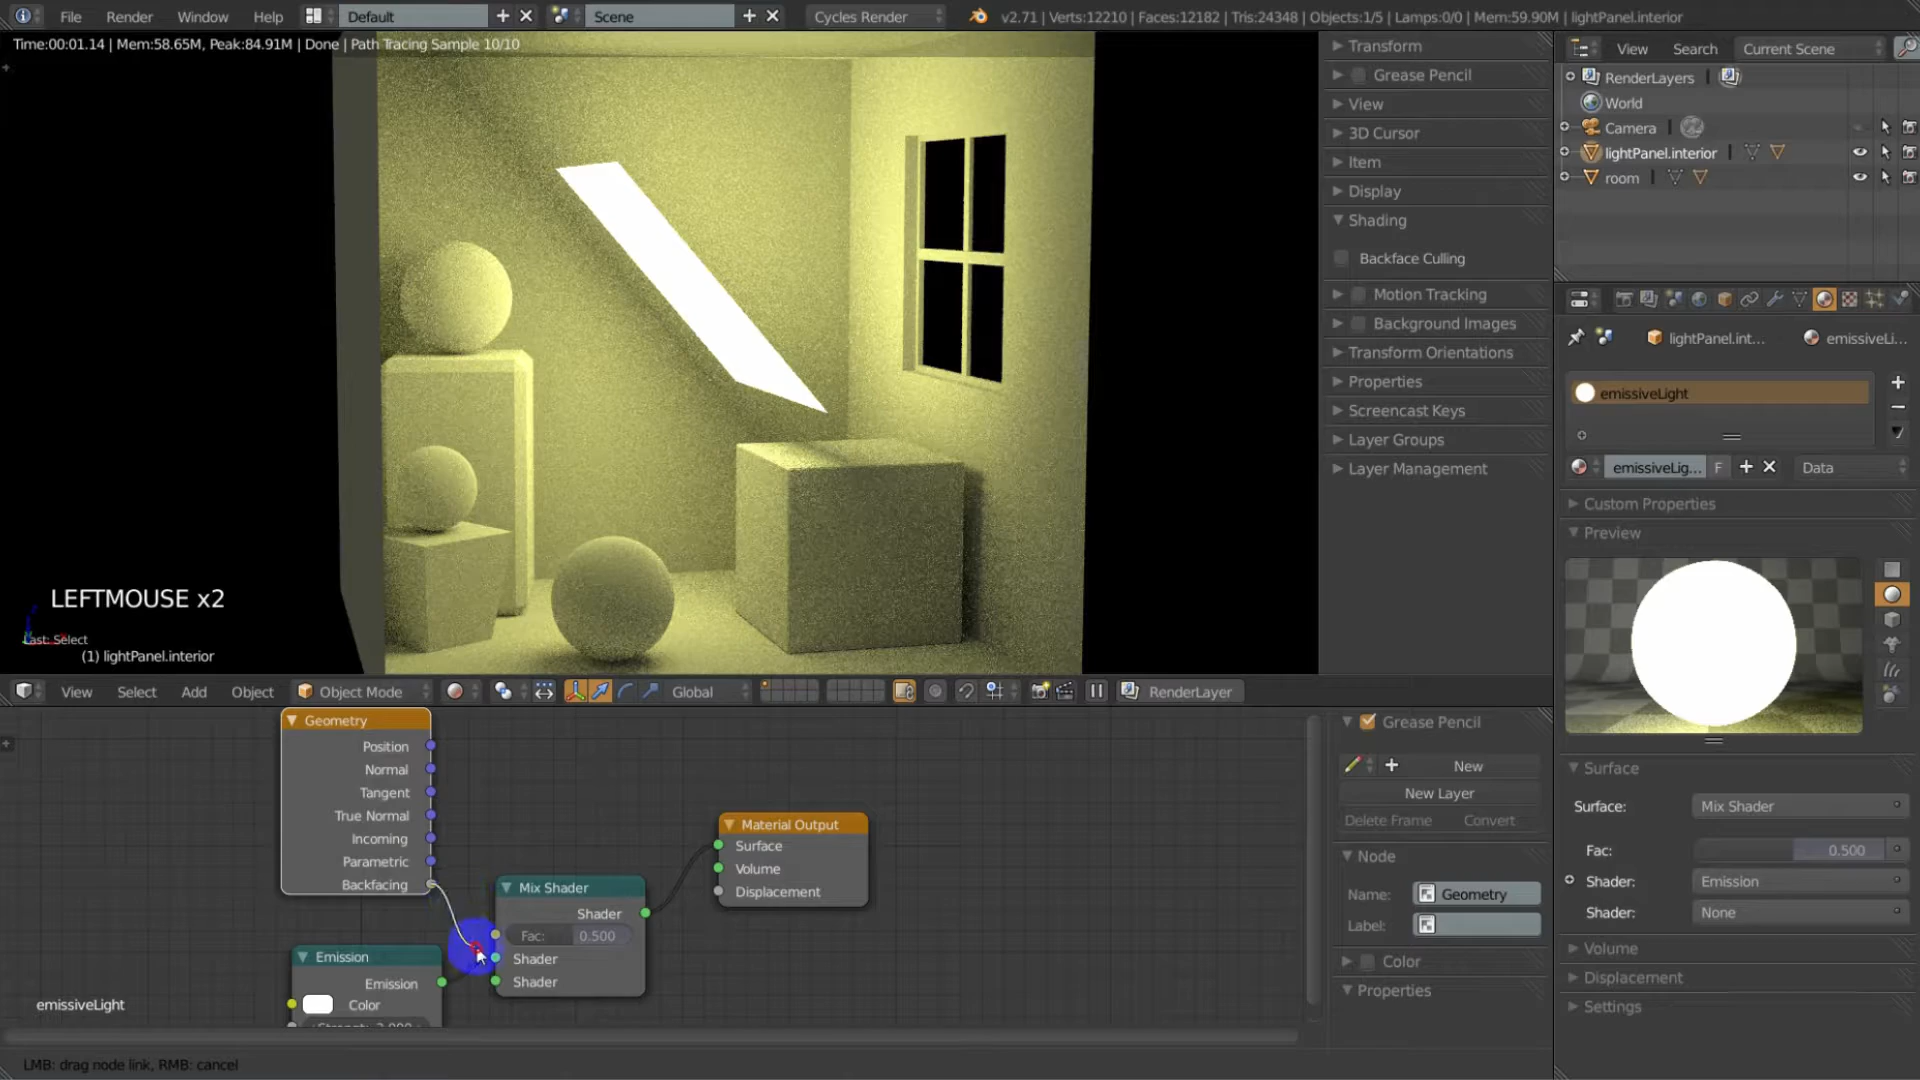 File Render Window Help Default Scene Cycles Render v2.71 | Verts:12210 | Faces:12182 | Tris:24348 | Objects:1/5 | Lamps:0/0 | Mem:59.90M | lightPanel.interior
Time:00:01.14 | Mem:58.65M, Peak:84.91M | Done | Path Tracing Sample 10/10
LEFTMOUSE x2
Last: Select
(1) lightPanel.interior
Transform
Grease Pencil
View
3D Cursor
Item
Display
Shading
Backface Culling
Motion Tracking
Background Images
Transform Orientations
Properties
Screencast Keys
Layer Groups
Layer Management
View Search Current Scene
RenderLayers
World
Camera
lightPanel.interior
room
lightPanel.int... emissiveLi...
emissiveLight
emissiveLig... F Data
Custom Properties
Preview
Surface
Surface: Mix Shader
Fac: 0.500
Shader: Emission
Shader: None
Volume
Displacement
Settings
View Select Add Object Object Mode Global RenderLayer
Geometry
Position
Normal
Tangent
True Normal
Incoming
Parametric
Backfacing
Emission
Emission
Color
Strength: 2.000
Mix Shader
Shader
Fac: 0.500
Shader
Shader
Material Output
Surface
Volume
Displacement
emissiveLight
Grease Pencil
New
New Layer
Delete Frame Convert
Node
Name: Geometry
Label:
Color
Properties
LMB: drag node link, RMB: cancel